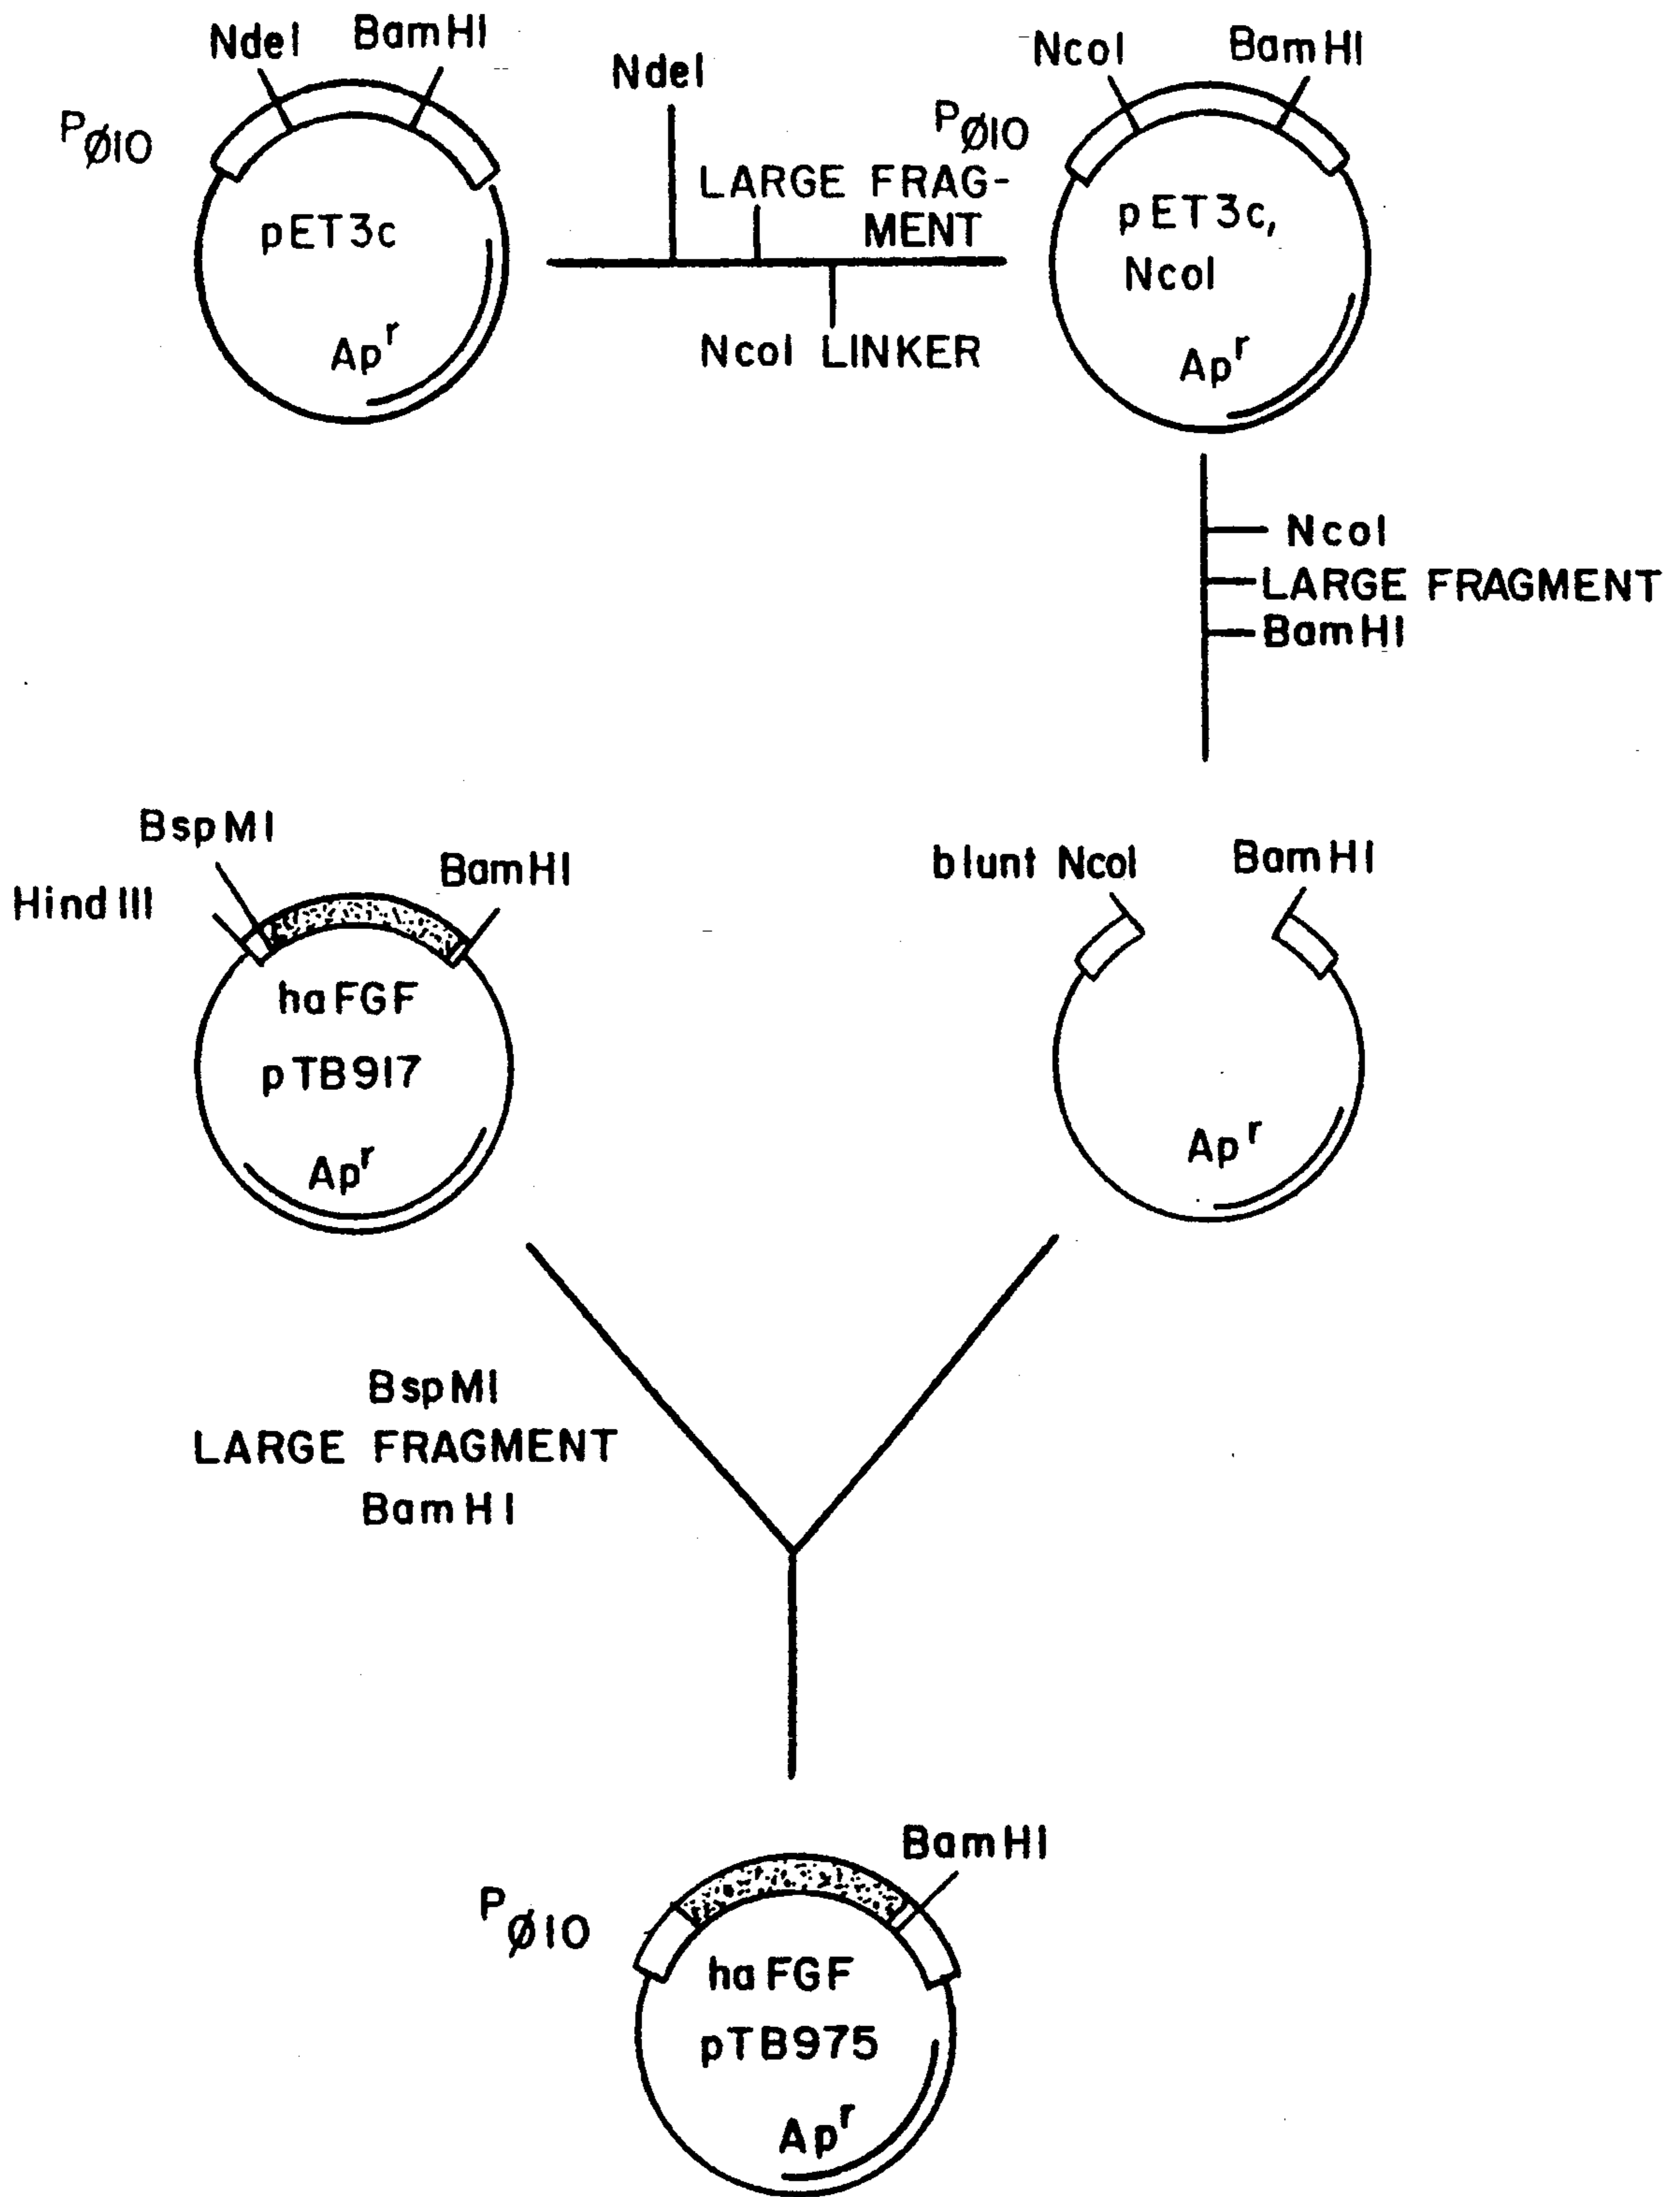 NdeI BamHI
PØ10
pET3c
Apʳ
NdeI
LARGE FRAG-
MENT
NcoI LINKER
NcoI BamHI
PØ10
pET3c,
NcoI
Apʳ
NcoI
LARGE FRAGMENT
BamHI
BspMI
HindIII
BamHI
haFGF
pTB917
Apʳ
blunt NcoI BamHI
Apʳ
BspMI
LARGE FRAGMENT
BamHI
BamHI
PØ10
haFGF
pTB975
Apʳ